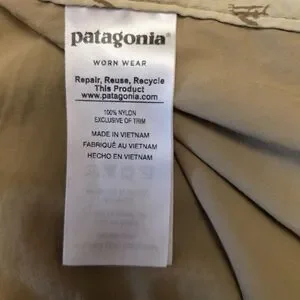 patagonia®
WORN WEAR
Repair, Reuse, Recycle
This Product
www.patagonia.com
100% NYLON
EXCLUSIVE OF TRIM
MADE IN VIETNAM
FABRIQUÉ AU VIETNAM
HECHO EN VIETNAM